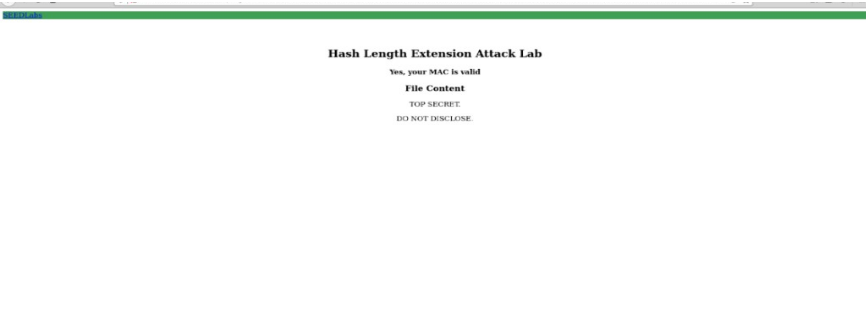 SEEDLabs
Hash Length Extension Attack Lab
Yes, your MAC is valid
File Content
TOP SECRET.
DO NOT DISCLOSE.